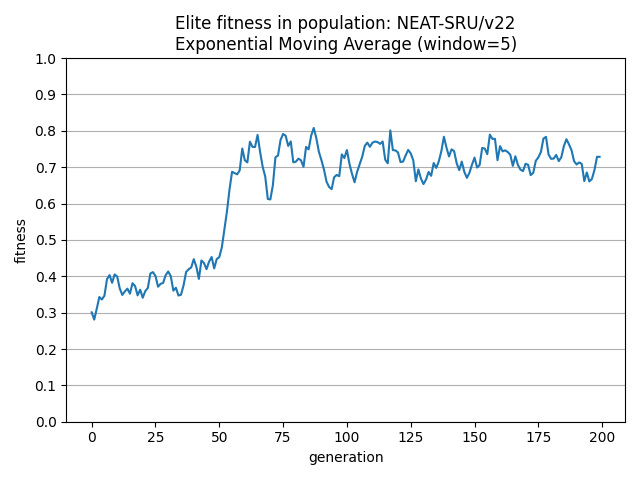 Elite fitness in population: NEAT-SRU/v22
Exponential Moving Average (window=5)
1.0
0.9
0.8
0.7
0.6
0.5
0.4
0.3
0.2
0.1
0.0
fitness
0 25 50 75 100 125 150 175 200
generation